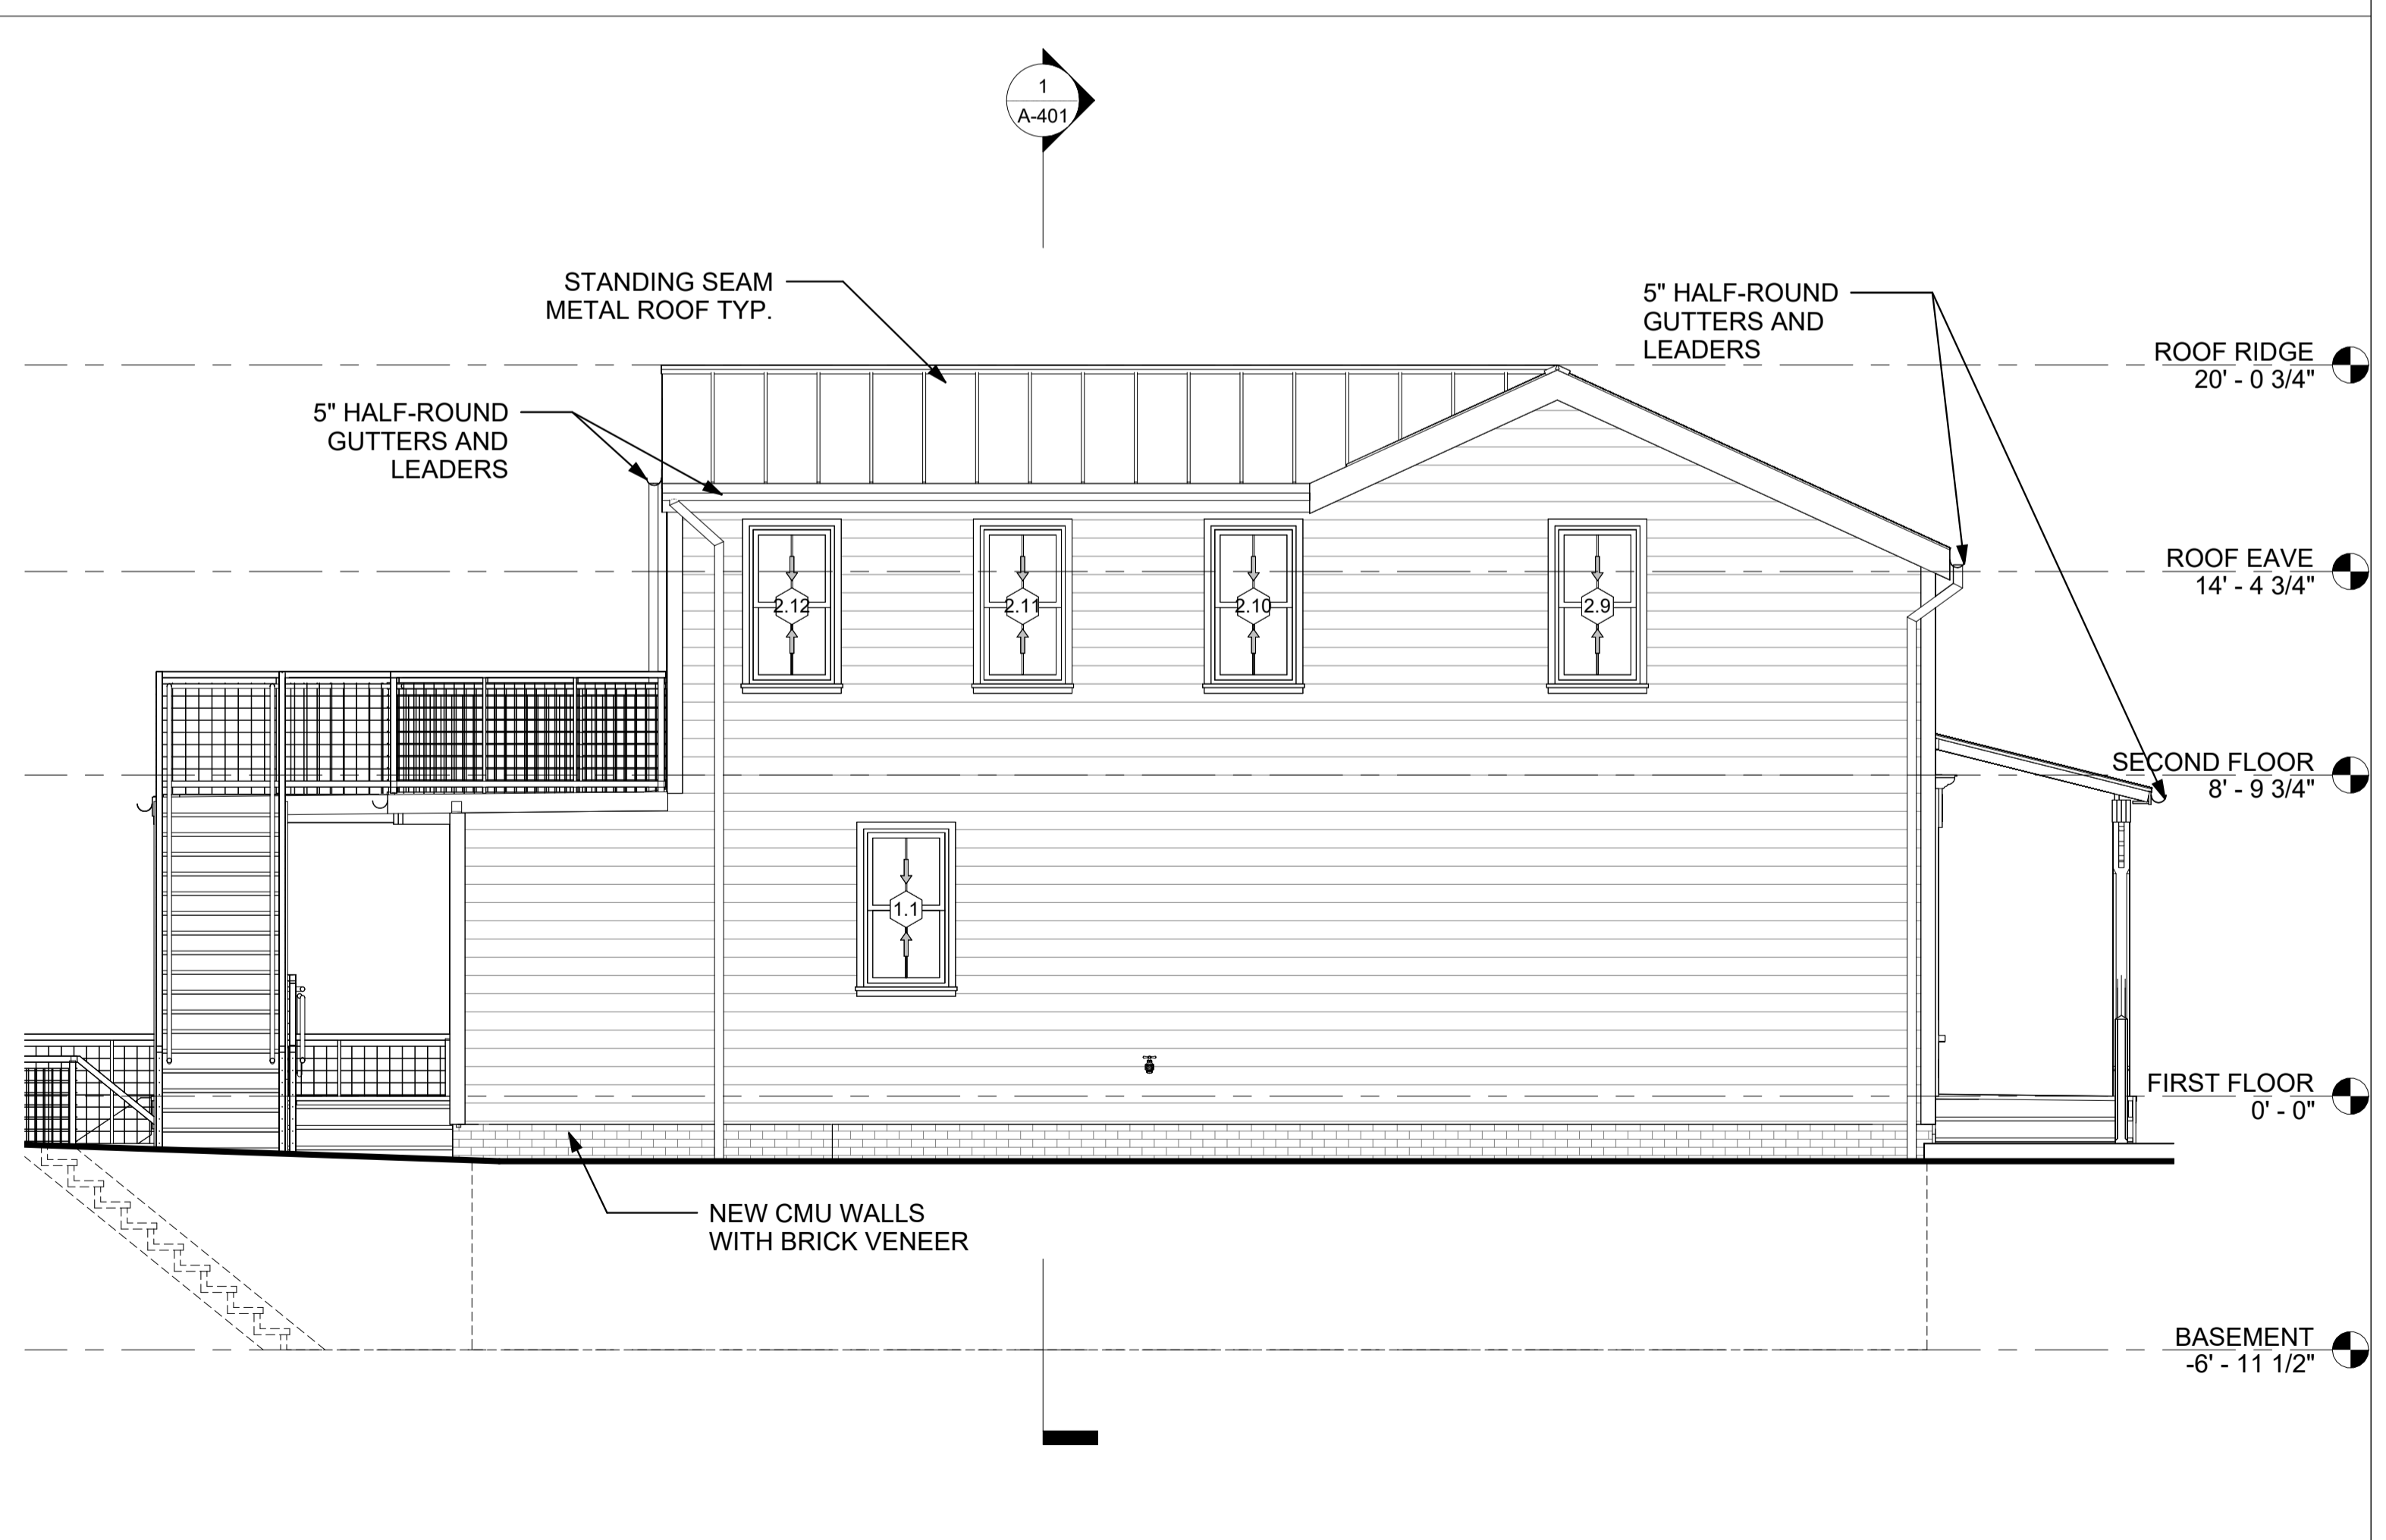 1
A-401
STANDING SEAM
METAL ROOF TYP.
5" HALF-ROUND
GUTTERS AND
LEADERS
5" HALF-ROUND
GUTTERS AND
LEADERS
ROOF RIDGE
20' - 0 3/4"
ROOF EAVE
14' - 4 3/4"
2.12
2.11
2.10
2.9
SECOND FLOOR
8' - 9 3/4"
1.1
FIRST FLOOR
0' - 0"
NEW CMU WALLS
WITH BRICK VENEER
BASEMENT
-6' - 11 1/2"